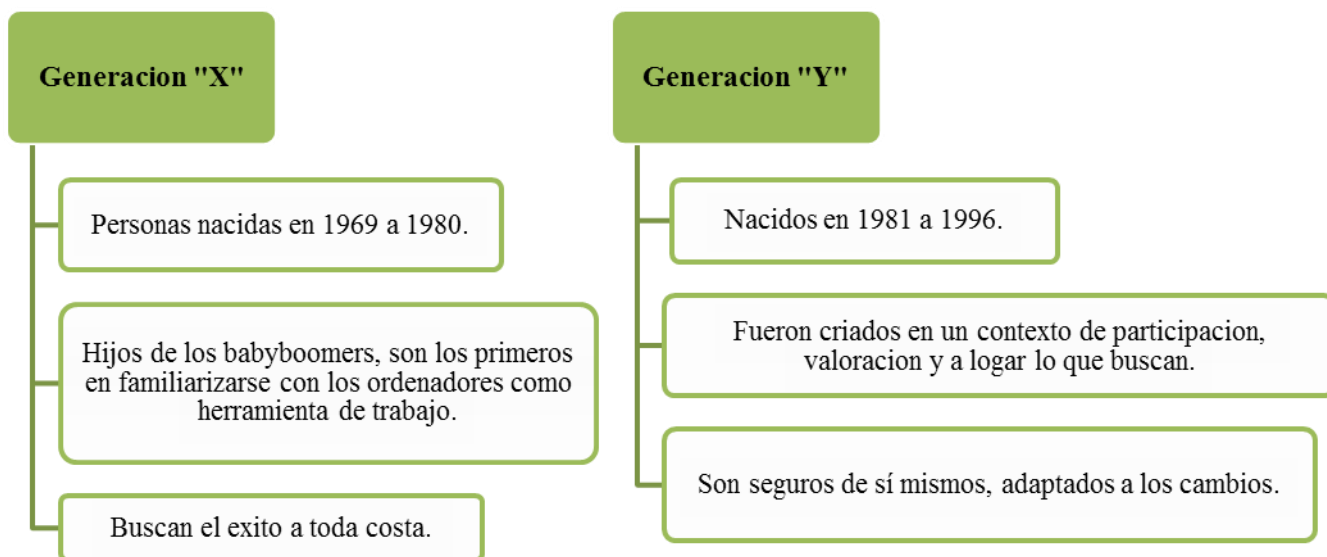 Generacion "X"
Personas nacidas en 1969 a 1980.
Hijos de los babyboomers, son los primeros
en familiarizarse con los ordenadores como
herramienta de trabajo.
Buscan el exito a toda costa.
Generacion "Y"
Nacidos en 1981 a 1996.
Fueron criados en un contexto de participacion,
valoracion y a logar lo que buscan.
Son seguros de sí mismos, adaptados a los cambios.